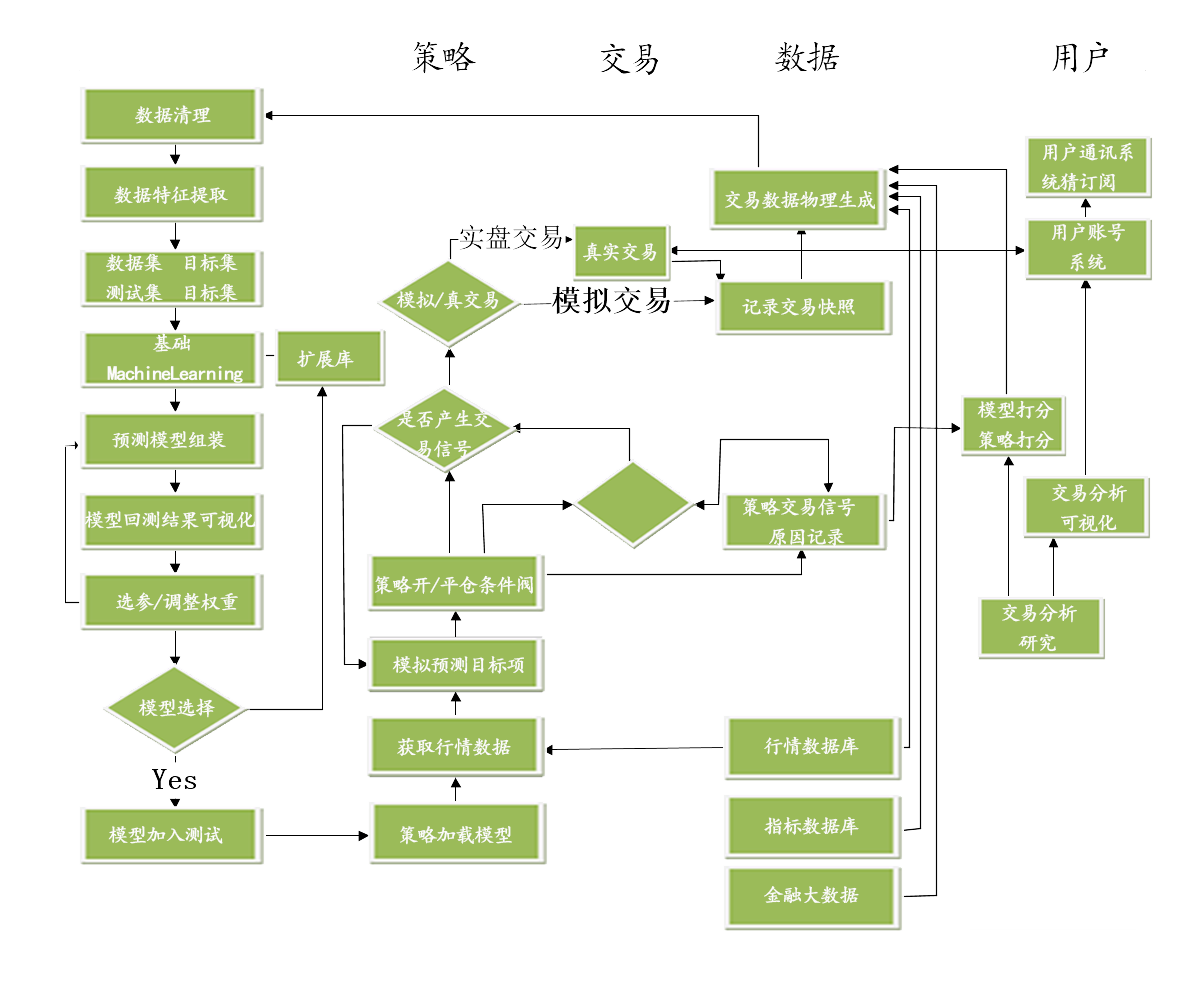 策略
交易
数据
用户
数据清理
数据特征提取
数据集 目标集
测试集 目标集
基础
MachineLearning
扩展库
预测模型组装
模型回测结果可视化
选参/调整权重
模型选择
Yes
模型加入测试
实盘交易
模拟/真交易
模拟交易
是否产生交
易信号
策略开/平仓条件阀
模拟预测目标项
获取行情数据
策略加载模型
真实交易
交易数据物理生成
记录交易快照
策略交易信号
原因记录
行情数据库
指标数据库
金融大数据
用户通讯系
统猜订阅
用户账号
系统
模型打分
策略打分
交易分析
可视化
交易分析
研究